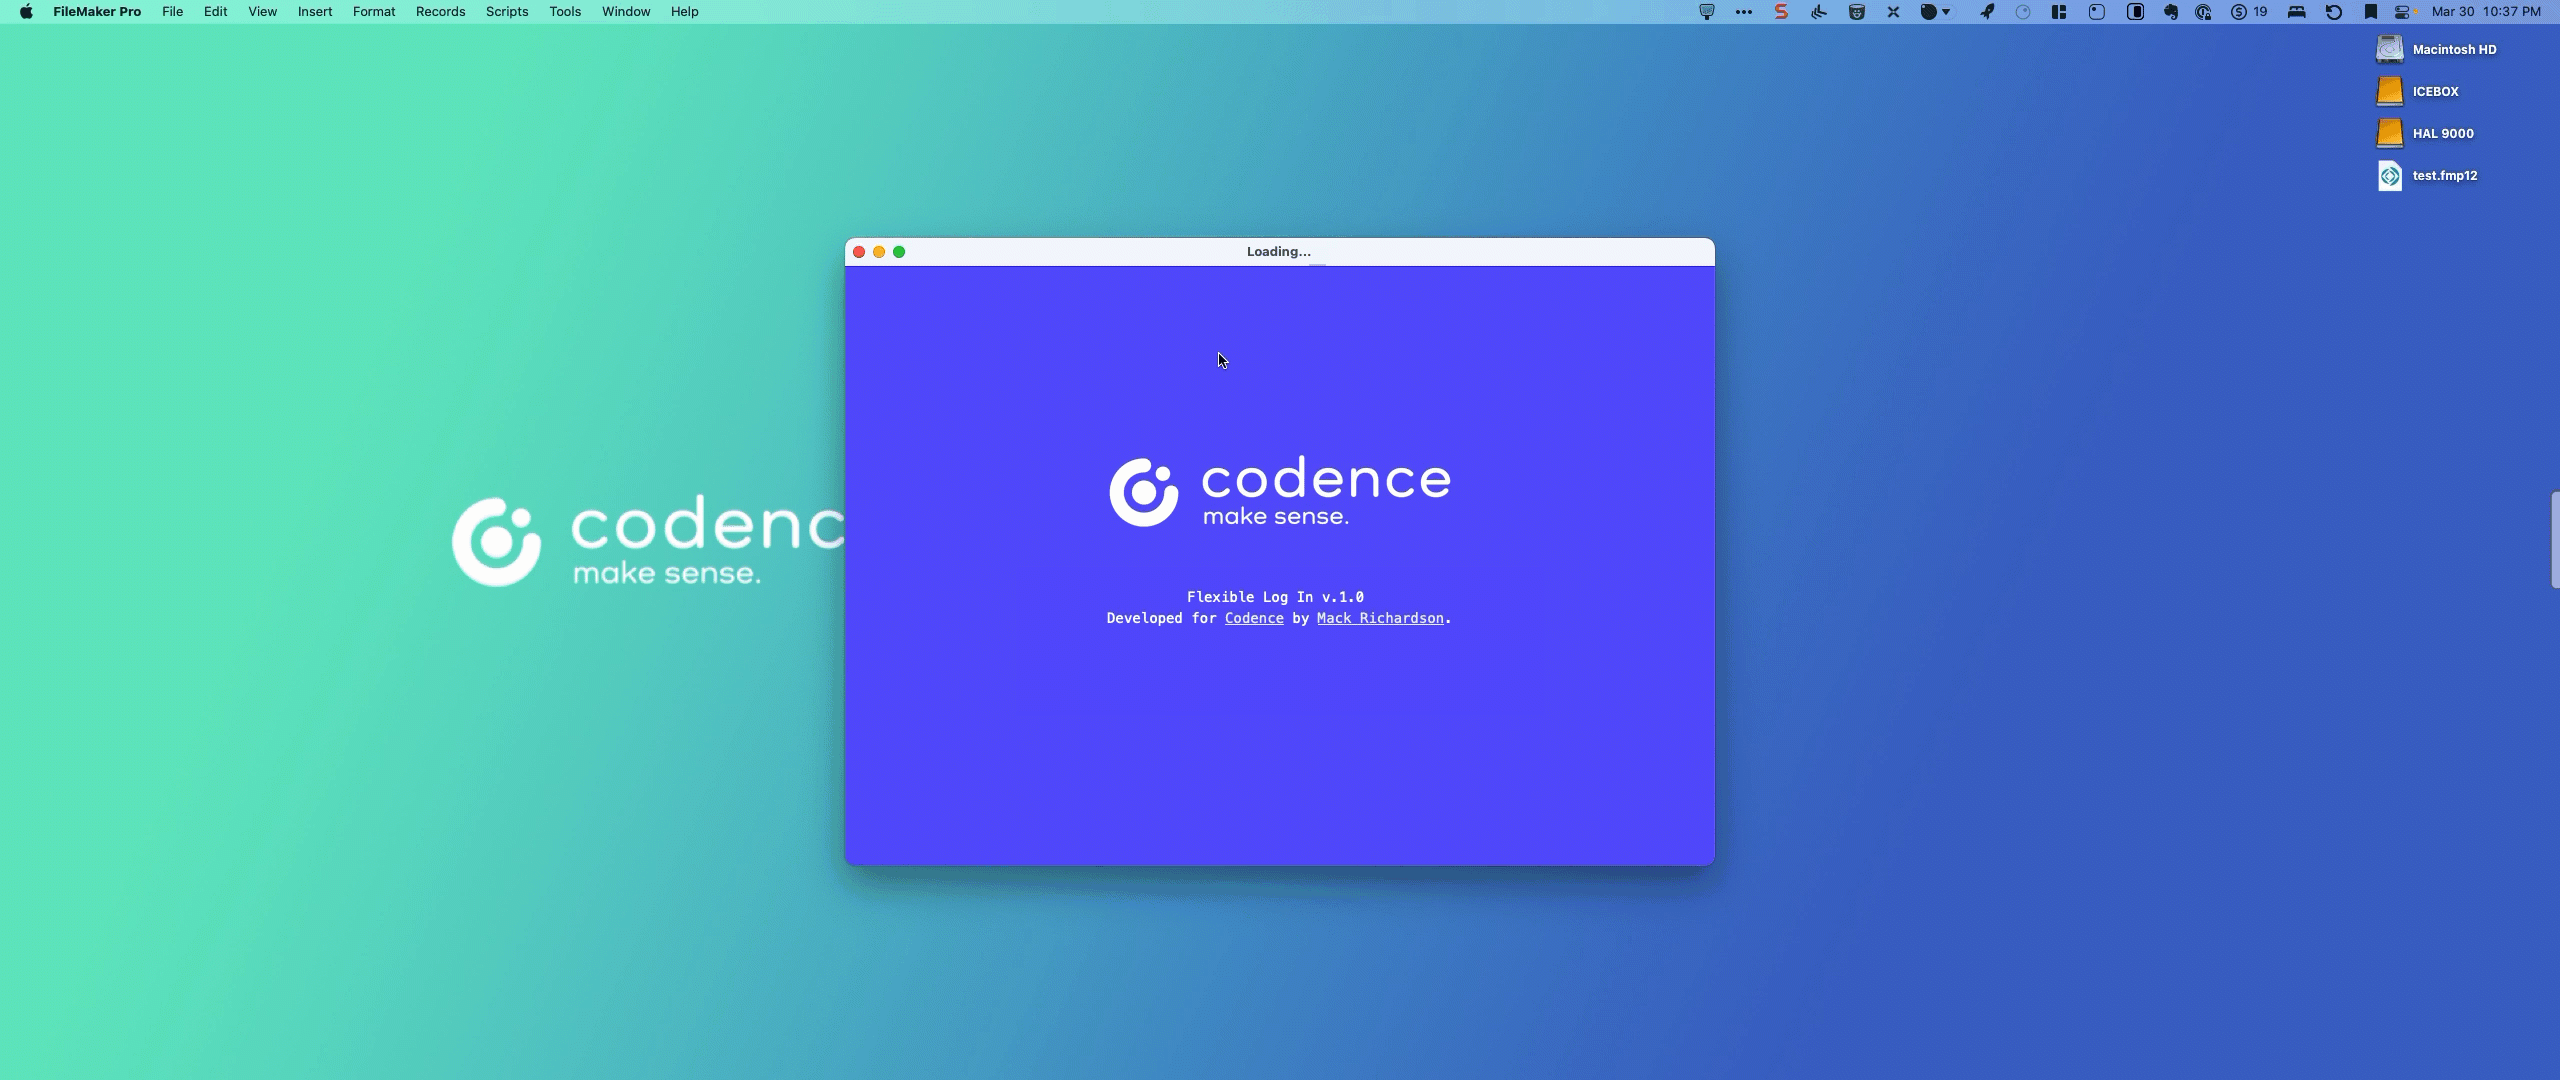 FileMaker Pro File Edit View Insert Format Records Scripts Tools Window Help 19 Mar 30 10:37 PM
Macintosh HD
ICEBOX
HAL 9000
test.fmp12
Loading...
codence
make sense.
codenc
make sense.
Flexible Log In v.1.0
Developed for Codence by Mack Richardson.